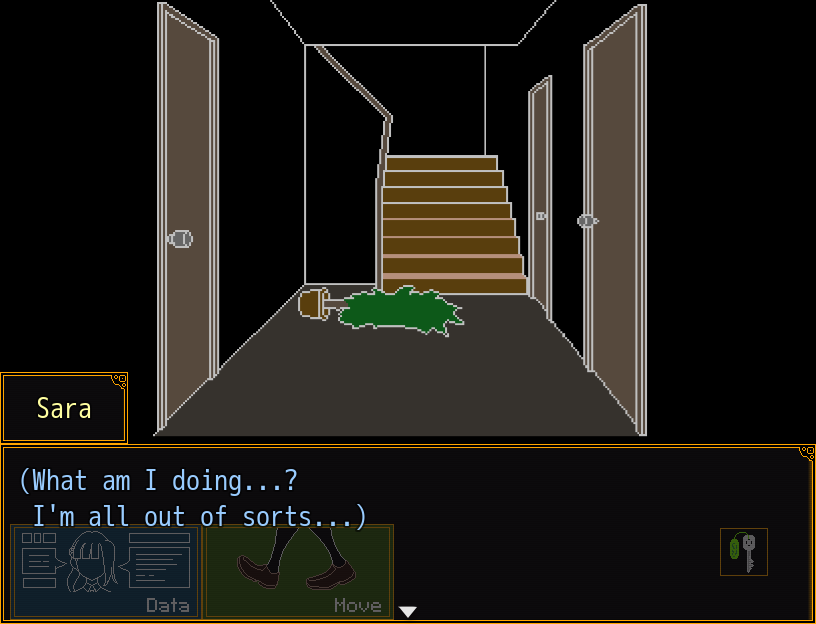 Sara
(What am I doing...?
I'm all out of sorts...)
Data
Move